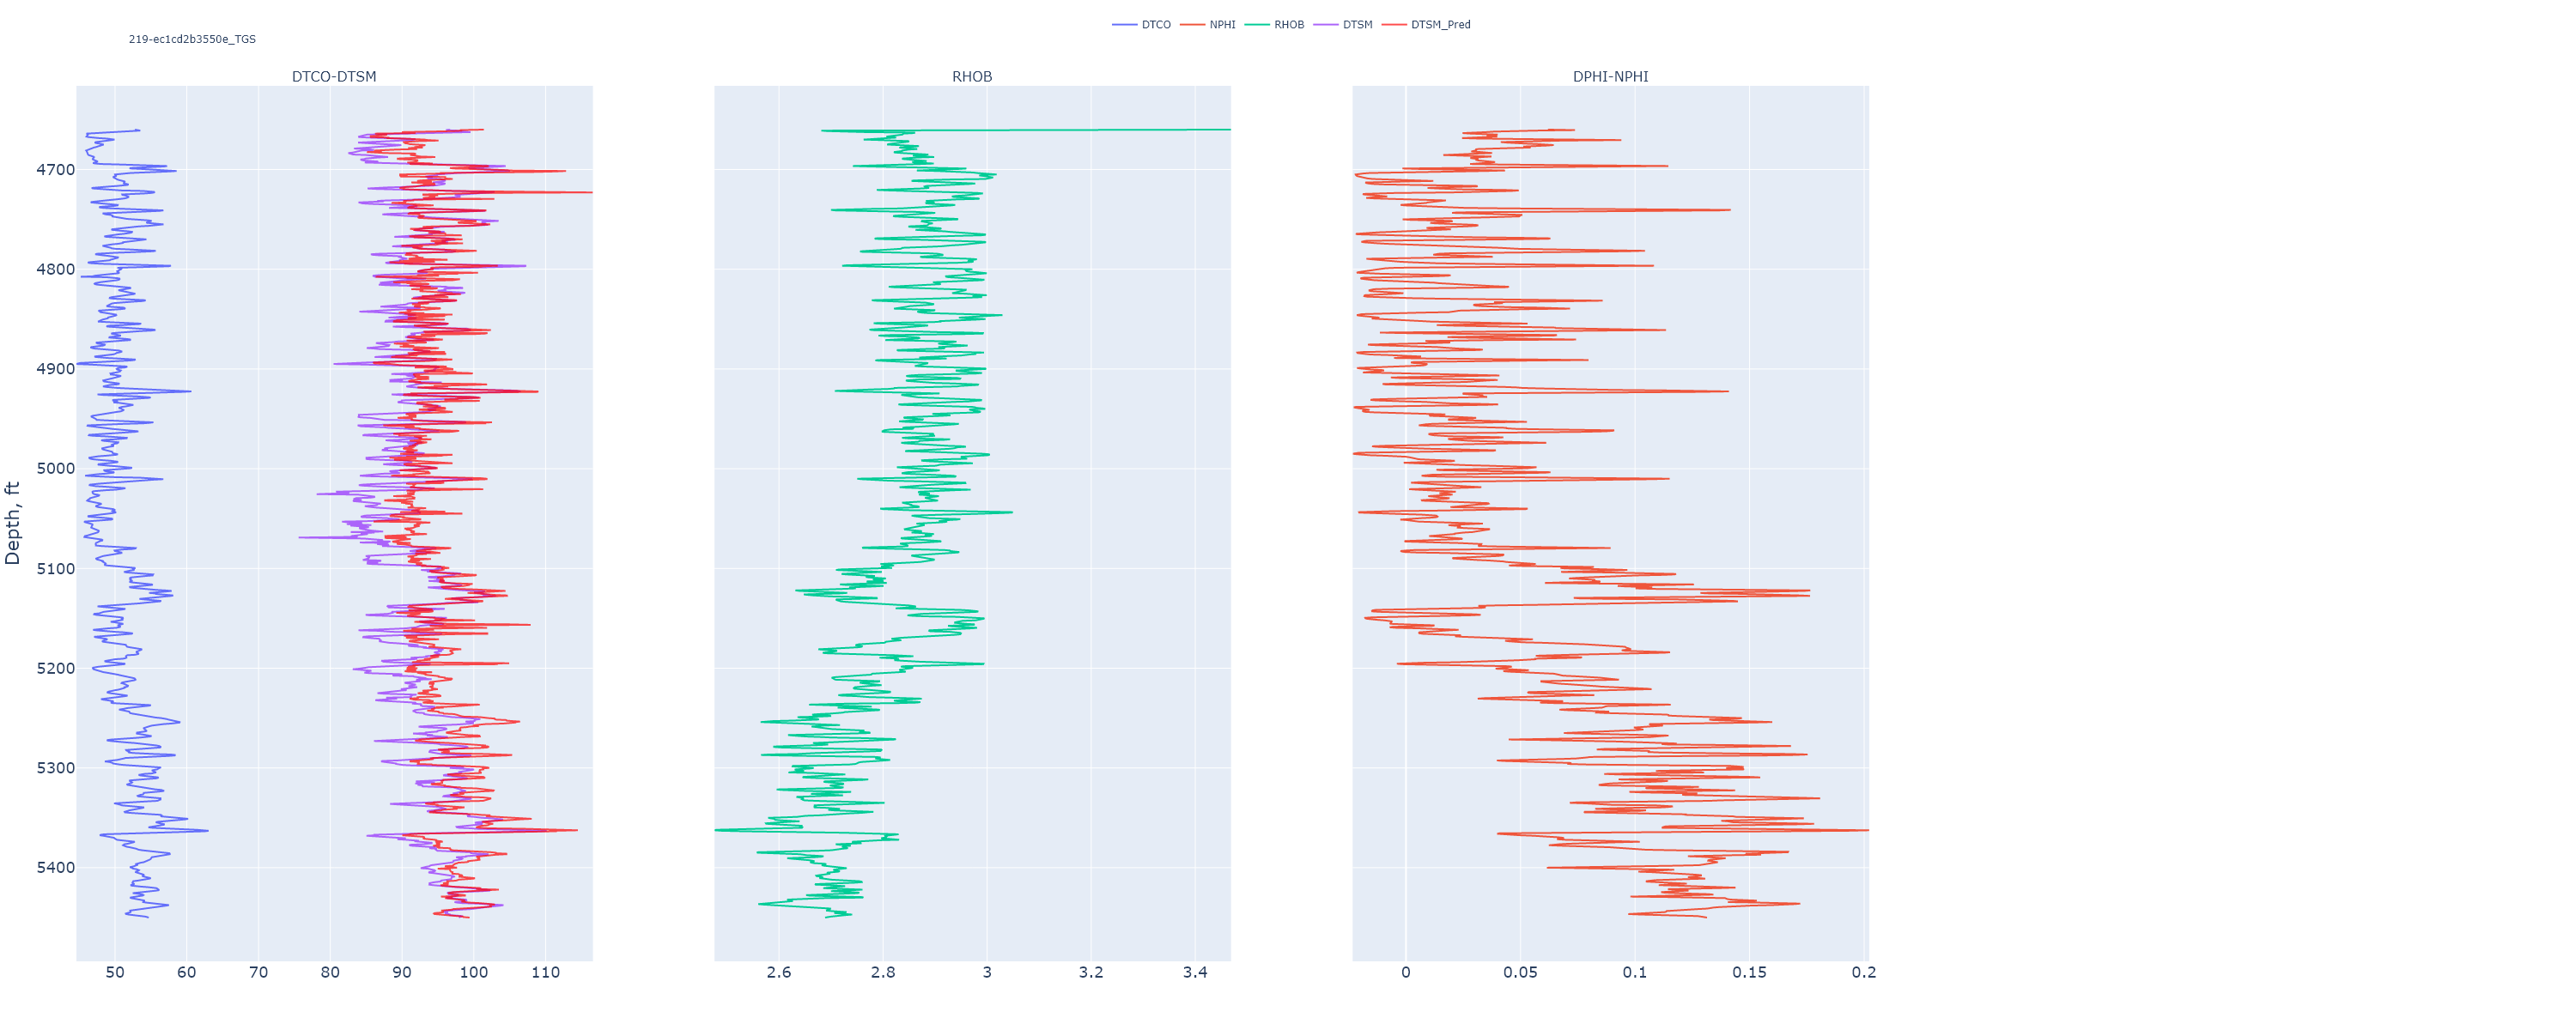 DTCO NPHI RHOB DTSM DTSM_Pred
219-ec1cd2b3550e_TGS
DTCO-DTSM RHOB DPHI-NPHI
4700
4800
4900
5000
5100
5200
5300
5400
Depth, ft
50 60 70 80 90 100 110 2.6 2.8 3 3.2 3.4 0 0.05 0.1 0.15 0.2